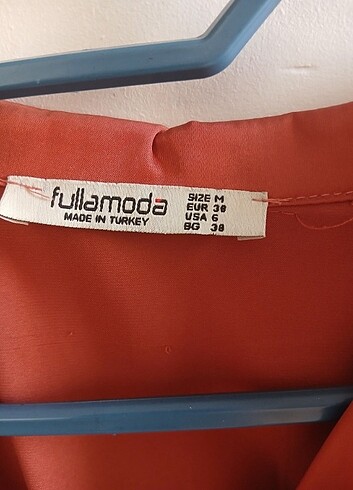 fullamoda
MADE IN TURKEY
SIZE M
EUR 38
USA 6
BG 38